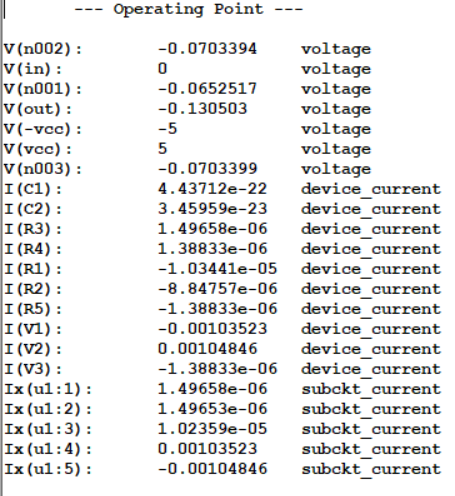 --- Operating Point ---
V(n002): -0.0703394 voltage
V(in): 0 voltage
V(n001): -0.0652517 voltage
V(out): -0.130503 voltage
V(-vcc): -5 voltage
V(vcc): 5 voltage
V(n003): -0.0703399 voltage
I(C1): 4.43712e-22 device_current
I(C2): 3.45959e-23 device_current
I(R3): 1.49658e-06 device_current
I(R4): 1.38833e-06 device_current
I(R1): -1.03441e-05 device_current
I(R2): -8.84757e-06 device_current
I(R5): -1.38833e-06 device_current
I(V1): -0.00103523 device_current
I(V2): 0.00104846 device_current
I(V3): -1.38833e-06 device_current
Ix(u1:1): 1.49658e-06 subckt_current
Ix(u1:2): 1.49653e-06 subckt_current
Ix(u1:3): 1.02359e-05 subckt_current
Ix(u1:4): 0.00103523 subckt_current
Ix(u1:5): -0.00104846 subckt_current